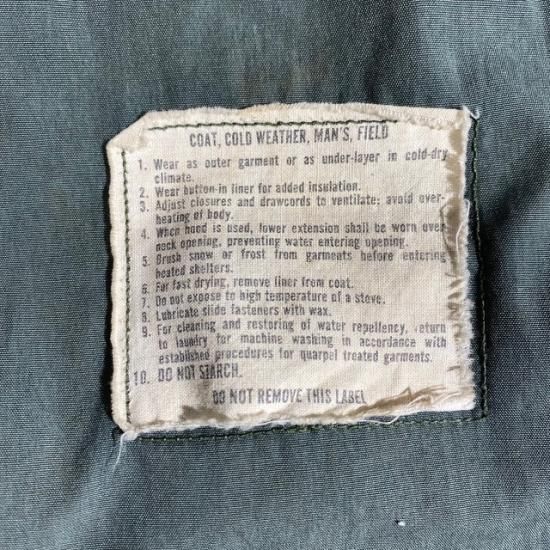 COAT, COLD WEATHER, MAN'S, FIELD
1. Wear as outer garment or as under-layer in cold-dry
climate.
2. Wear button-in liner for added insulation.
3. Adjust closures and drawcords to ventilate; avoid over-
heating of body.
4. When hood is used, lower extension shall be worn over
neck opening, preventing water entering opening.
5. Brush snow or frost from garments before entering
heated shelters.
6. For fast drying, remove liner from coat.
7. Do not expose to high temperature of a stove.
8. Lubricate slide fasteners with wax.
9. For cleaning and restoring of water repellency, return
to laundry for machine washing in accordance with
established procedures for quarpel treated garments.
10. DO NOT STARCH.
DO NOT REMOVE THIS LABEL